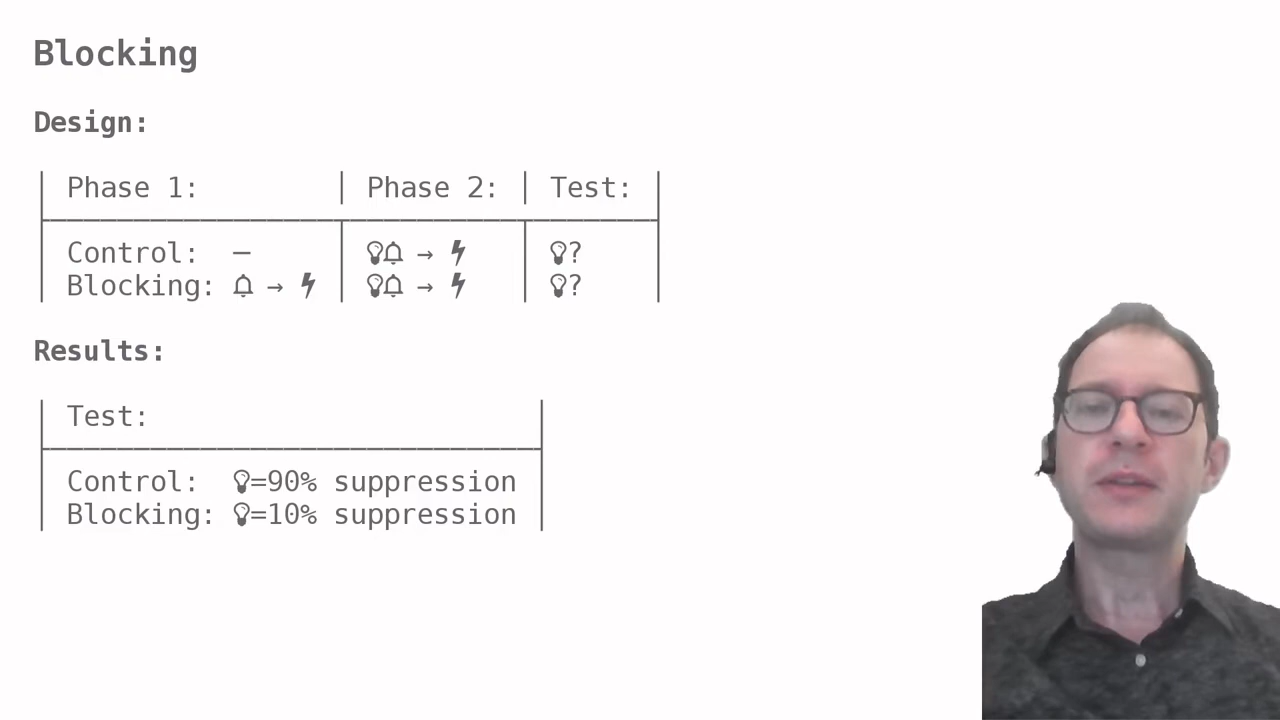 Blocking
Design:
Phase 1: Phase 2: Test:
Control: — 💡🔔 → ⚡ 💡?
Blocking: 🔔 → ⚡ 💡🔔 → ⚡ 💡?
Results:
Test:
Control: 💡=90% suppression
Blocking: 💡=10% suppression